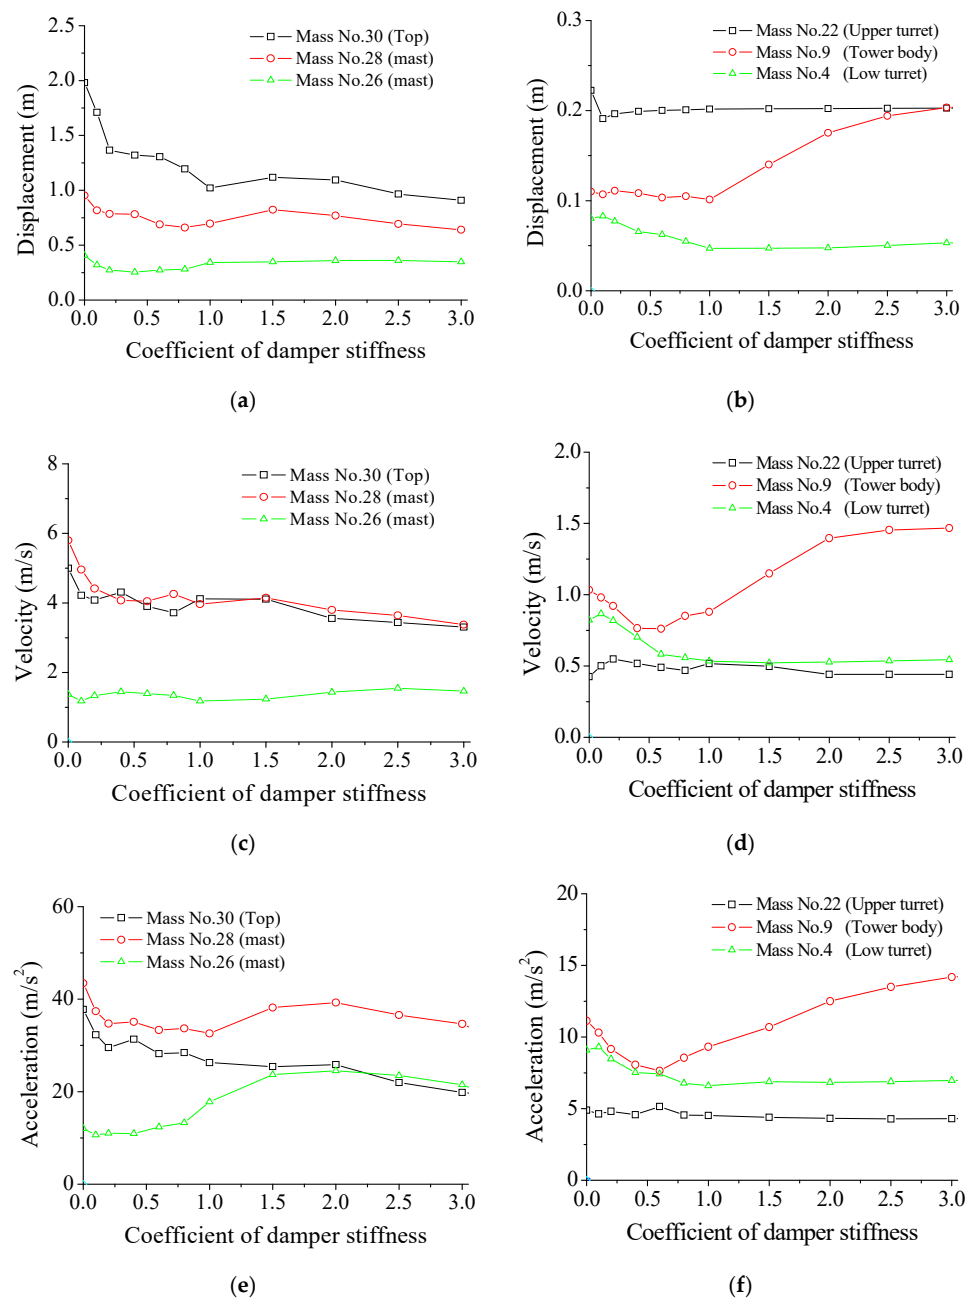 2.5
2.0
1.5
1.0
0.5
0.0
Displacement (m)
Mass No.30 (Top)
Mass No.28 (mast)
Mass No.26 (mast)
0.0 0.5 1.0 1.5 2.0 2.5 3.0
Coefficient of damper stiffness
(a)
0.3
0.2
0.1
0.0
Displacement (m)
Mass No.22 (Upper turret)
Mass No.9 (Tower body)
Mass No.4 (Low turret)
0.0 0.5 1.0 1.5 2.0 2.5 3.0
Coefficient of damper stiffness
(b)
8
6
4
2
0
Velocity (m/s)
Mass No.30 (Top)
Mass No.28 (mast)
Mass No.26 (mast)
0.0 0.5 1.0 1.5 2.0 2.5 3.0
Coefficient of damper stiffness
(c)
2.0
1.5
1.0
0.5
0.0
Velocity (m/s)
Mass No.22 (Upper turret)
Mass No.9 (Tower body)
Mass No.4 (Low turret)
0.0 0.5 1.0 1.5 2.0 2.5 3.0
Coefficient of damper stiffness
(d)
60
40
20
0
Acceleration (m/s²)
Mass No.30 (Top)
Mass No.28 (mast)
Mass No.26 (mast)
0.0 0.5 1.0 1.5 2.0 2.5 3.0
Coefficient of damper stiffness
(e)
20
15
10
5
0
Acceleration (m/s²)
Mass No.22 (Upper turret)
Mass No.9 (Tower body)
Mass No.4 (Low turret)
0.0 0.5 1.0 1.5 2.0 2.5 3.0
Coefficient of damper stiffness
(f)